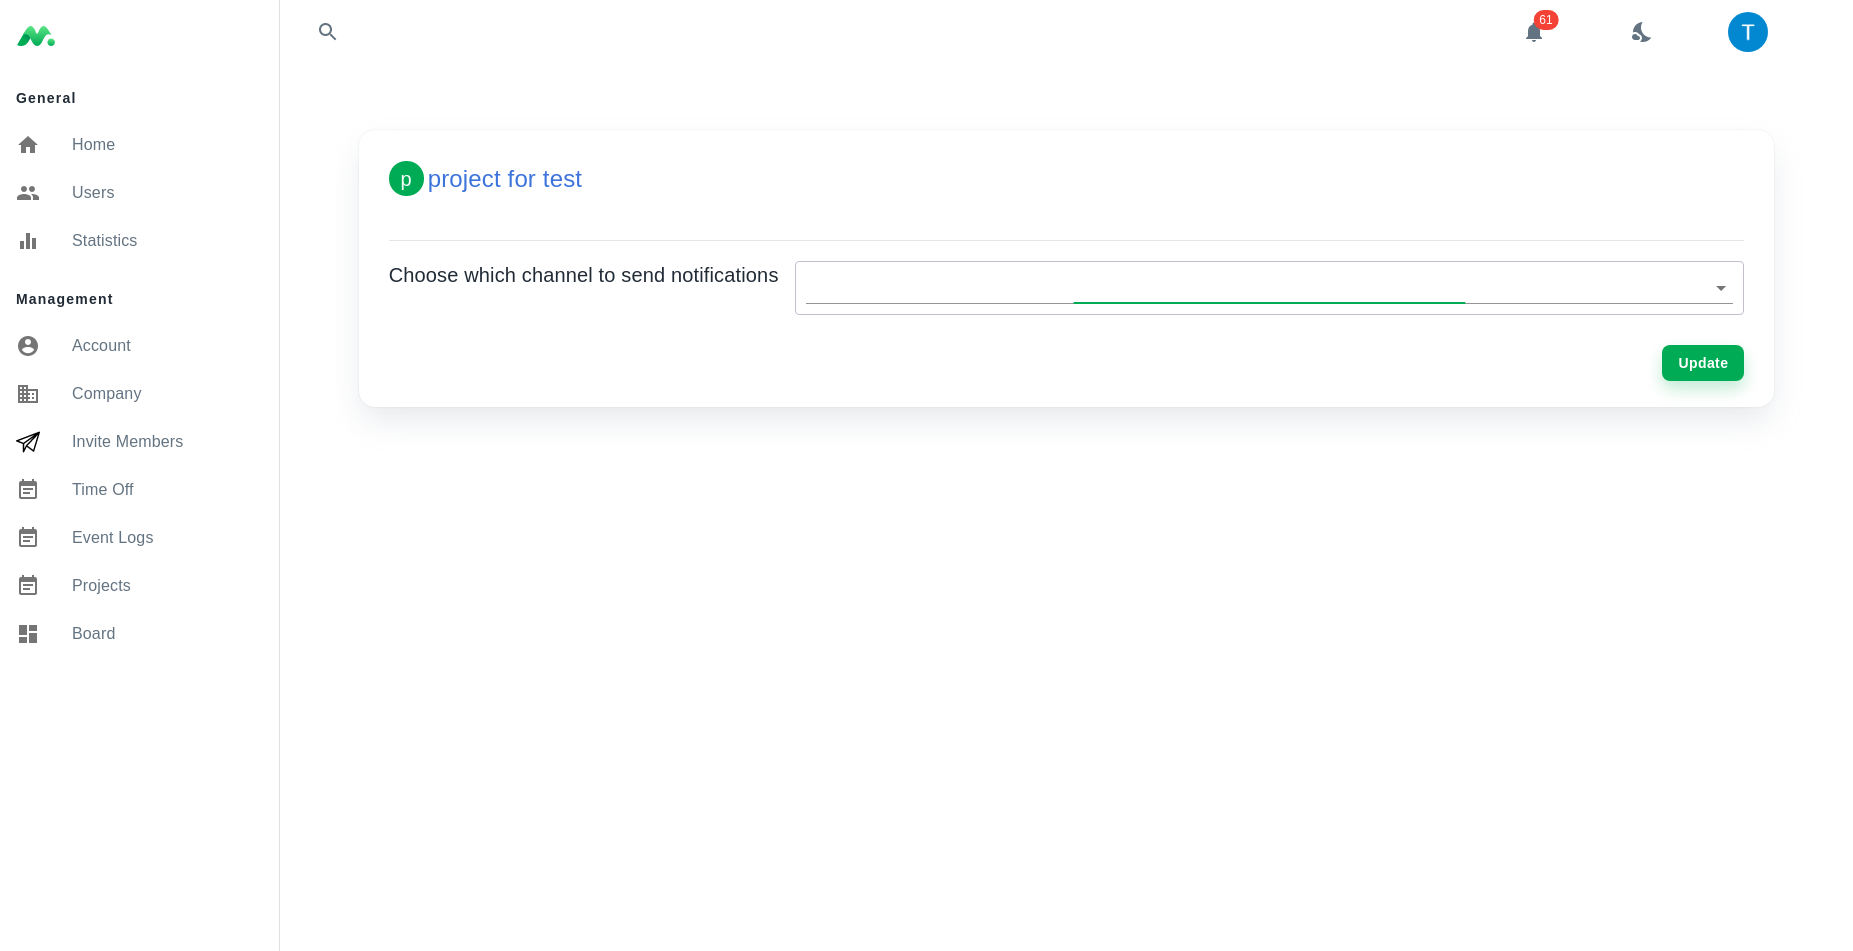 61
T
General
Home
Users
Statistics
Management
Account
Company
Invite Members
Time Off
Event Logs
Projects
Board
p project for test
Choose which channel to send notifications
Update